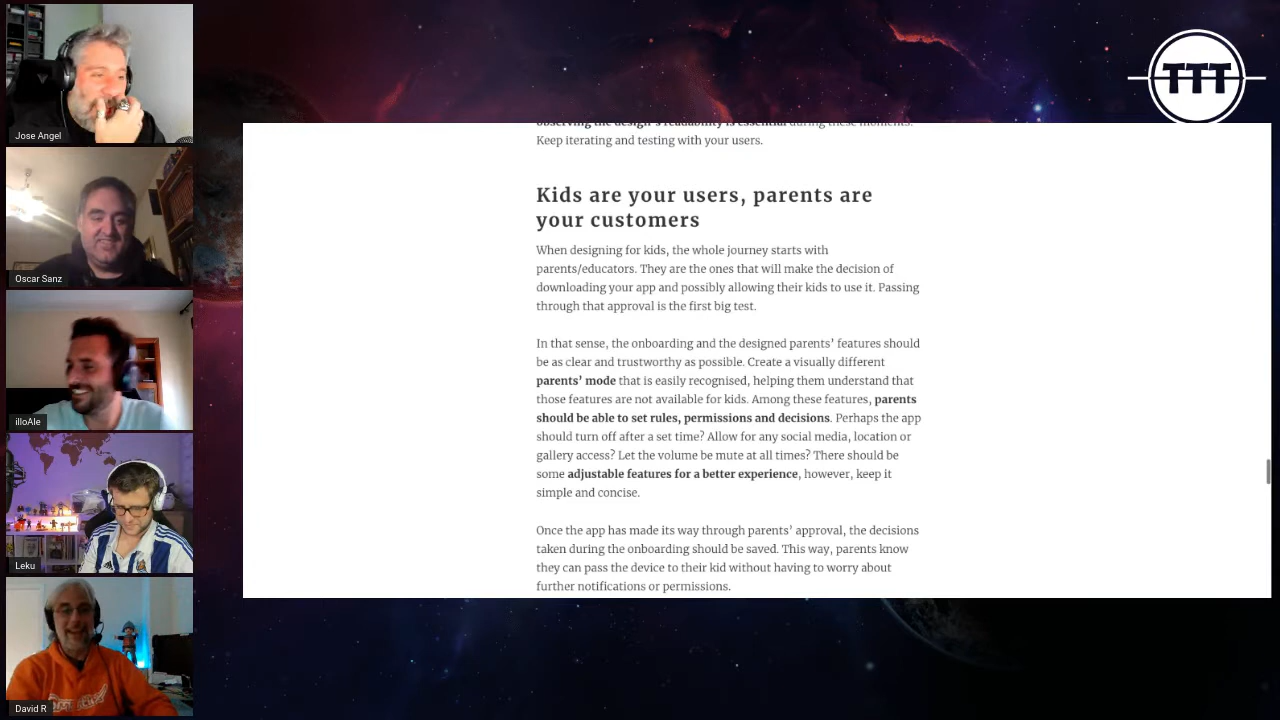 Jose Angel
Oscar Sanz
illoAle
Leku
David R
TTT
observing the design's readability is essential during these moments.
Keep iterating and testing with your users.
Kids are your users, parents are
your customers
When designing for kids, the whole journey starts with
parents/educators. They are the ones that will make the decision of
downloading your app and possibly allowing their kids to use it. Passing
through that approval is the first big test.
In that sense, the onboarding and the designed parents’ features should
be as clear and trustworthy as possible. Create a visually different
parents’ mode that is easily recognised, helping them understand that
those features are not available for kids. Among these features, parents
should be able to set rules, permissions and decisions. Perhaps the app
should turn off after a set time? Allow for any social media, location or
gallery access? Let the volume be mute at all times? There should be
some adjustable features for a better experience, however, keep it
simple and concise.
Once the app has made its way through parents’ approval, the decisions
taken during the onboarding should be saved. This way, parents know
they can pass the device to their kid without having to worry about
further notifications or permissions.